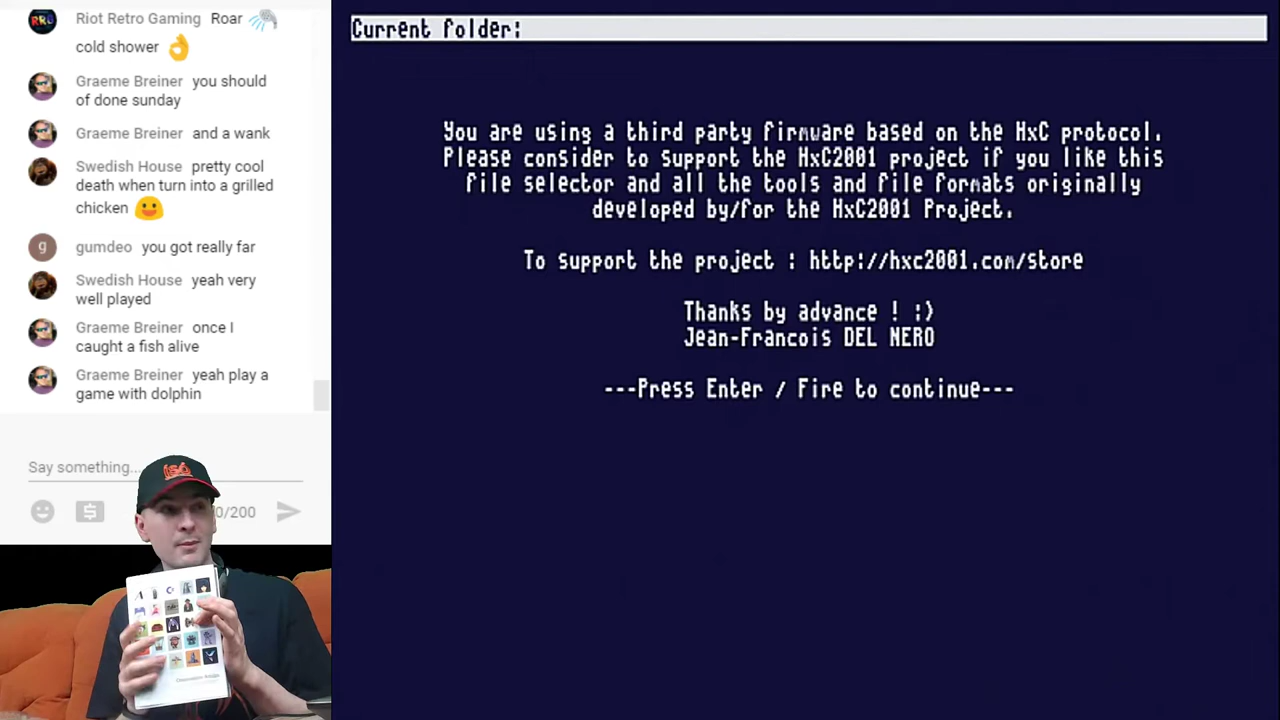 Riot Retro Gaming Roar
cold shower
Graeme Breiner you should
of done sunday
Graeme Breiner and a wank
Swedish House pretty cool
death when turn into a grilled
chicken
g
gumdeo you got really far
Swedish House yeah very
well played
Graeme Breiner once I
caught a fish alive
Graeme Breiner yeah play a
game with dolphin
Say something...
0/200
Current folder:
You are using a third party firmware based on the HxC protocol.
Please consider to support the HxC2001 project if you like this
file selector and all the tools and file formats originally
developed by/for the HxC2001 Project.
To support the project : http://hxc2001.com/store
Thanks by advance ! :)
Jean-Francois DEL NERO
---Press Enter / Fire to continue---